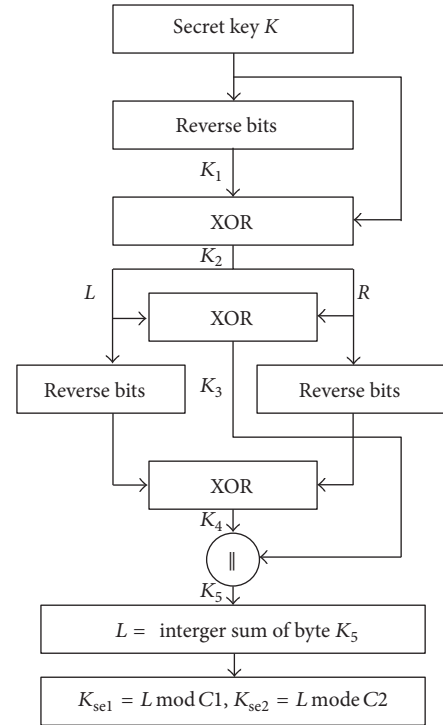 Secret key K
Reverse bits
K₁
XOR
K₂
L
R
XOR
Reverse bits
K₃
Reverse bits
XOR
K₄
||
K₅
L = interger sum of byte K₅
Kse1 = L mod C1, Kse2 = L mode C2